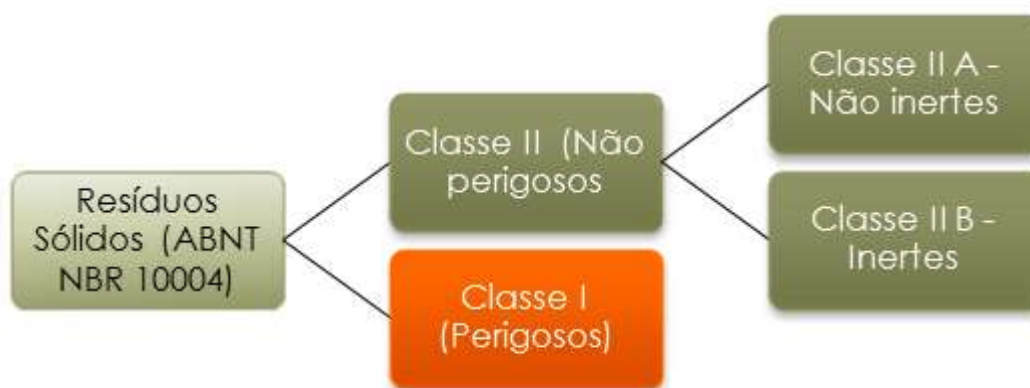 Resíduos
Sólidos (ABNT
NBR 10004)
Classe II (Não
perigosos
Classe I
(Perigosos)
Classe II A -
Não inertes
Classe II B -
Inertes